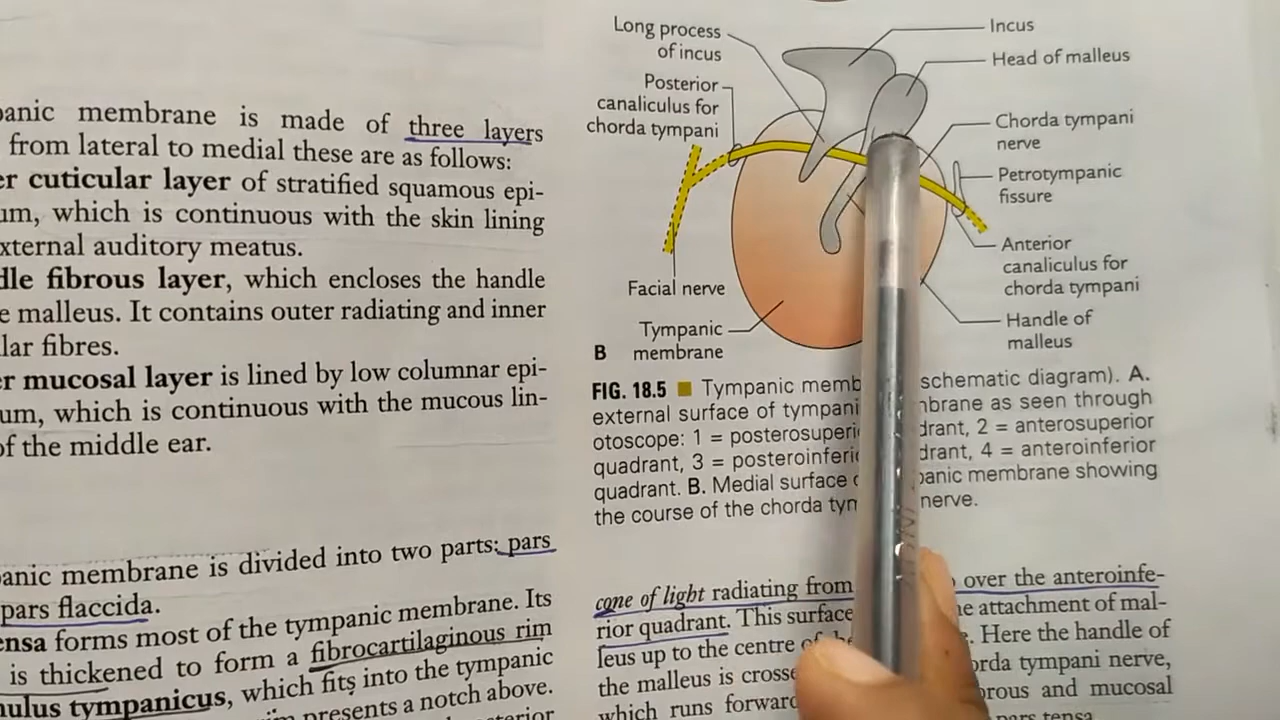 anic membrane is made of three layers
from lateral to medial these are as follows:
er cuticular layer of stratified squamous epi-
um, which is continuous with the skin lining
xternal auditory meatus.
dle fibrous layer, which encloses the handle
e malleus. It contains outer radiating and inner
lar fibres.
er mucosal layer is lined by low columnar epi-
um, which is continuous with the mucous lin-
of the middle ear.
anic membrane is divided into two parts: pars
pars flaccida.
ensa forms most of the tympanic membrane. Its
is thickened to form a fibrocartilaginous rim
nulus tympanicus, which fits into the tympanic
presents a notch above.
Long process
of incus
Posterior
canaliculus for
chorda tympani
Facial nerve
Tympanic
membrane
B
Incus
Head of malleus
Chorda tympani
nerve
Petrotympanic
fissure
Anterior
canaliculus for
chorda tympani
Handle of
malleus
FIG. 18.5 Tympanic memb schematic diagram). A.
external surface of tympani mbrane as seen through
otoscope: 1 = posterosuperi drant, 2 = anterosuperior
quadrant, 3 = posteroinferio drant, 4 = anteroinferior
quadrant. B. Medial surface panic membrane showing
the course of the chorda tym nerve.
cone of light radiating from over the anteroinfe-
rior quadrant. This surface he attachment of mal-
leus up to the centre of Here the handle of
the malleus is crosse orda tympani nerve,
which runs forward brous and mucosal
pars tensa